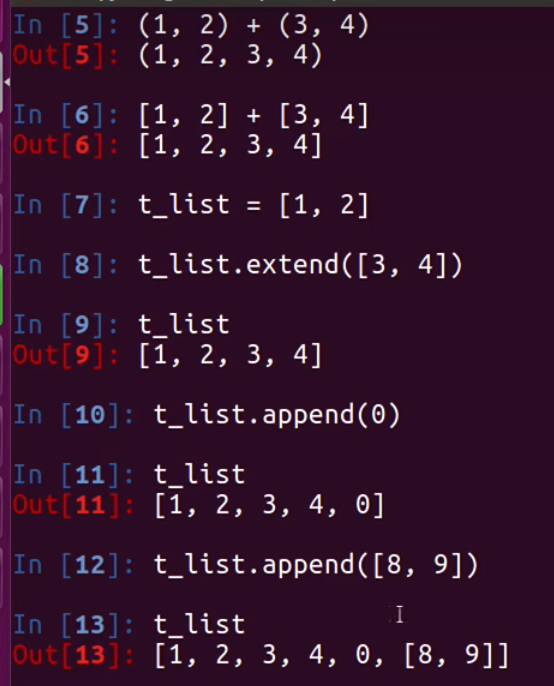 In [5]: (1, 2) + (3, 4)
Out[5]: (1, 2, 3, 4)
In [6]: [1, 2] + [3, 4]
Out[6]: [1, 2, 3, 4]
In [7]: t_list = [1, 2]
In [8]: t_list.extend([3, 4])
In [9]: t_list
Out[9]: [1, 2, 3, 4]
In [10]: t_list.append(0)
In [11]: t_list
Out[11]: [1, 2, 3, 4, 0]
In [12]: t_list.append([8, 9])
In [13]: t_list
Out[13]: [1, 2, 3, 4, 0, [8, 9]]